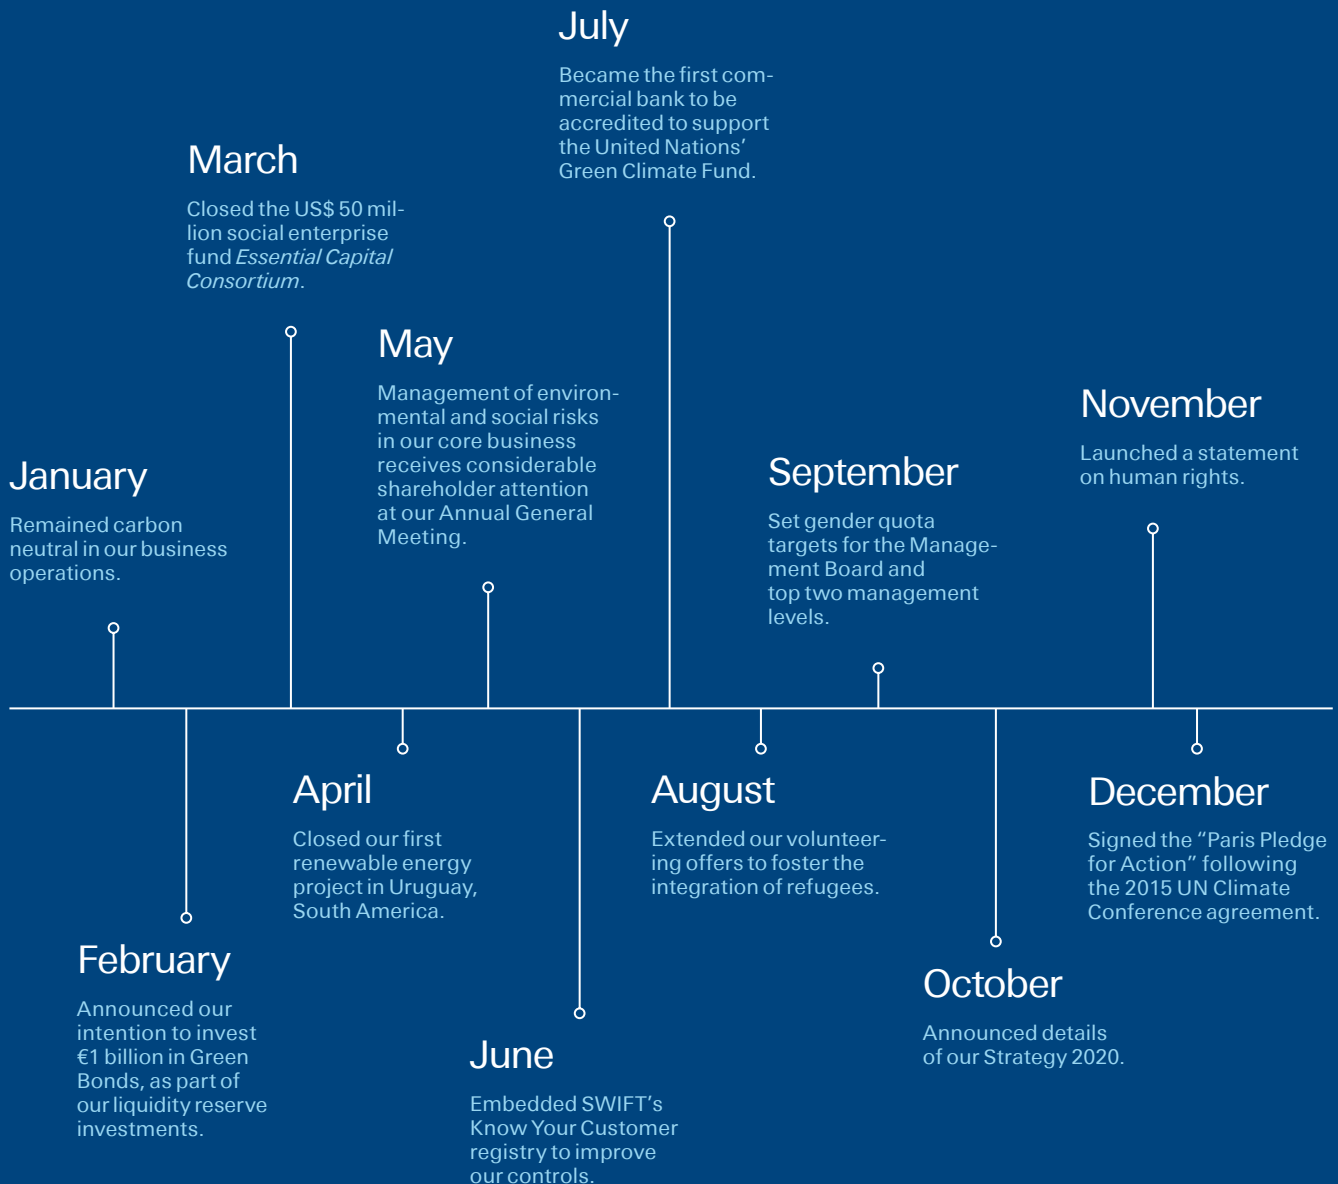 January
Remained carbon
neutral in our business
operations.
February
Announced our
intention to invest
€1 billion in Green
Bonds, as part of
our liquidity reserve
investments.
March
Closed the US$ 50 mil-
lion social enterprise
fund Essential Capital
Consortium.
April
Closed our first
renewable energy
project in Uruguay,
South America.
May
Management of environ-
mental and social risks
in our core business
receives considerable
shareholder attention
at our Annual General
Meeting.
June
Embedded SWIFT’s
Know Your Customer
registry to improve
our controls.
July
Became the first com-
mercial bank to be
accredited to support
the United Nations’
Green Climate Fund.
August
Extended our volunteer-
ing offers to foster the
integration of refugees.
September
Set gender quota
targets for the Manage-
ment Board and
top two management
levels.
October
Announced details
of our Strategy 2020.
November
Launched a statement
on human rights.
December
Signed the “Paris Pledge
for Action” following
the 2015 UN Climate
Conference agreement.